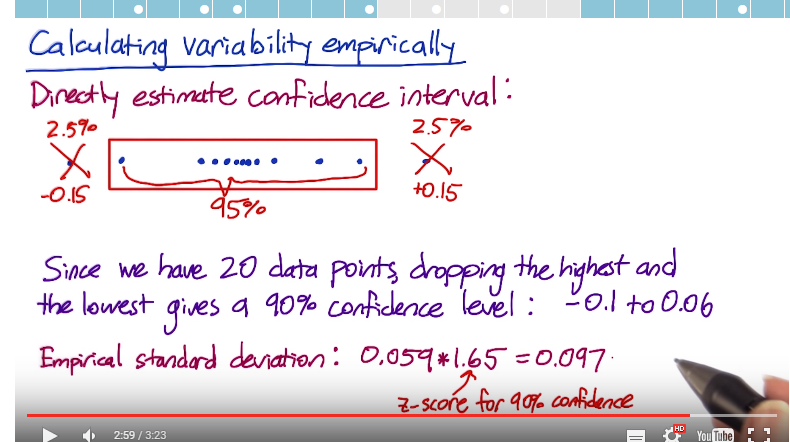 Calculating variability empirically
Directly estimate confidence interval:
2.5% 2.5%
-0.15 +0.15
95%
Since we have 20 data points, dropping the highest and
the lowest gives a 90% confidence level: -0.1 to 0.06
Empirical standard deviation: 0.059*1.65 = 0.097
z-score for 90% confidence
2:59 / 3:23 HD YouTube